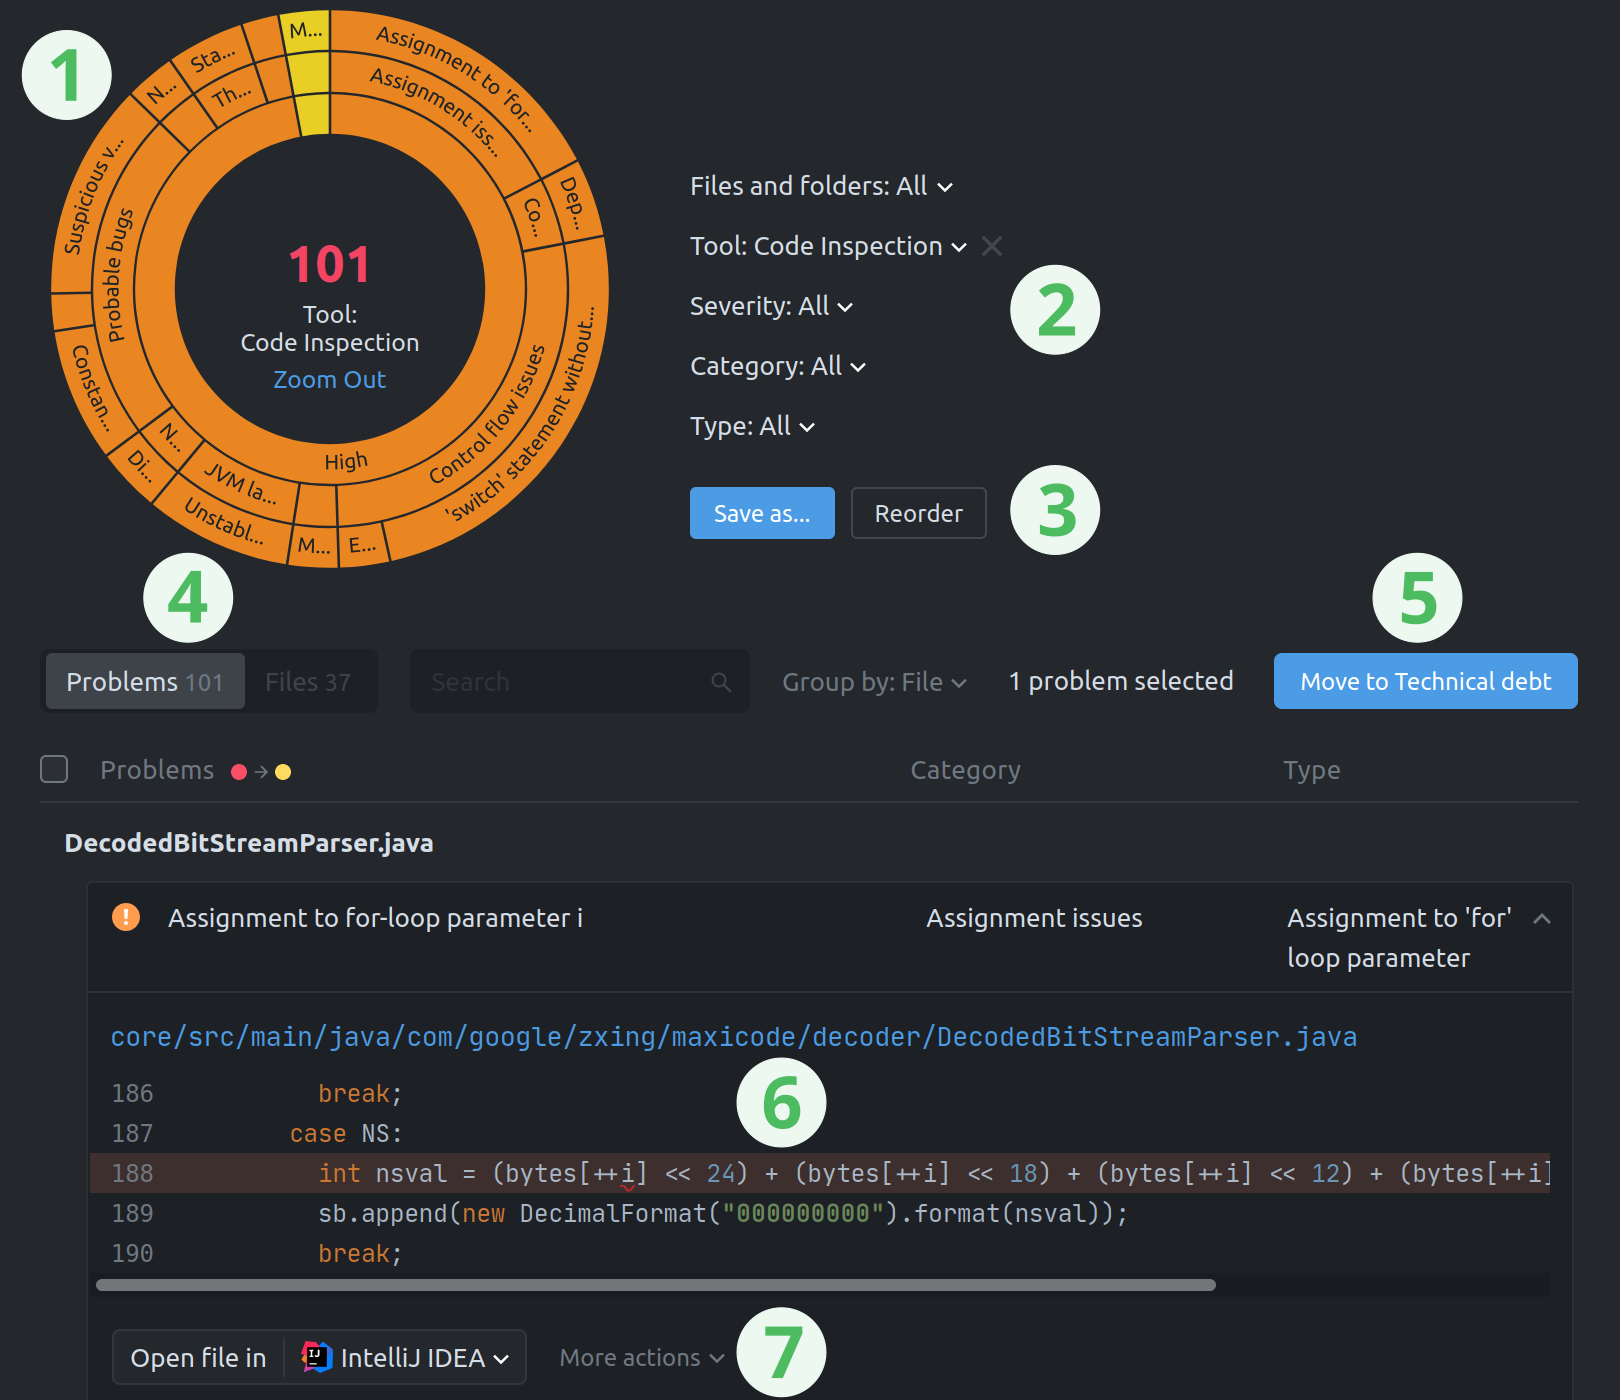 1
M...
Assignment to 'for...
Assignment iss...
Dep...
Co...
'switch' statement without...
Control flow issues
High
E...
M...
Unstabl...
JVM la...
Di...
N...
Constan...
Probable bugs
Suspicious v...
N...
Th...
Sta...
101
Tool:
Code Inspection
Zoom Out
Files and folders: All
Tool: Code Inspection
2
Severity: All
Category: All
Type: All
Save as...
Reorder
3
4
5
Problems 101
Files 37
Search
Group by: File
1 problem selected
Move to Technical debt
Problems
Category
Type
DecodedBitStreamParser.java
Assignment to for-loop parameter i
Assignment issues
Assignment to 'for'
loop parameter
core/src/main/java/com/google/zxing/maxicode/decoder/DecodedBitStreamParser.java
6
186 break;
187 case NS:
188 int nsval = (bytes[++i] << 24) + (bytes[++i] << 18) + (bytes[++i] << 12) + (bytes[++i]
189 sb.append(new DecimalFormat("000000000").format(nsval));
190 break;
Open file in
IJ
IntelliJ IDEA
More actions
7